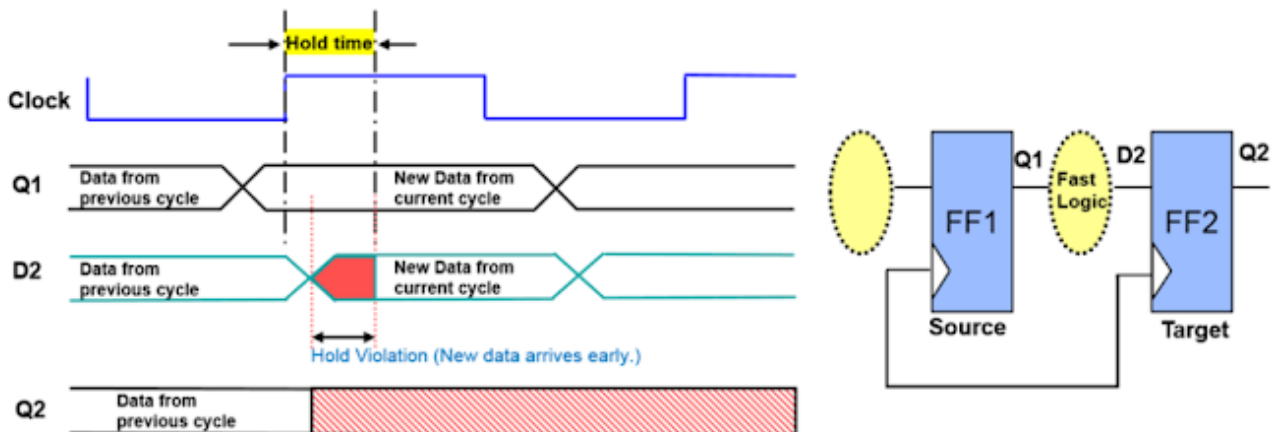 Hold time
Clock
Q1
Data from
previous cycle
New Data from
current cycle
D2
Data from
previous cycle
New Data from
current cycle
Hold Violation (New data arrives early.)
Q2
Data from
previous cycle
Q1
D2
Q2
Fast
Logic
FF1
FF2
Source
Target